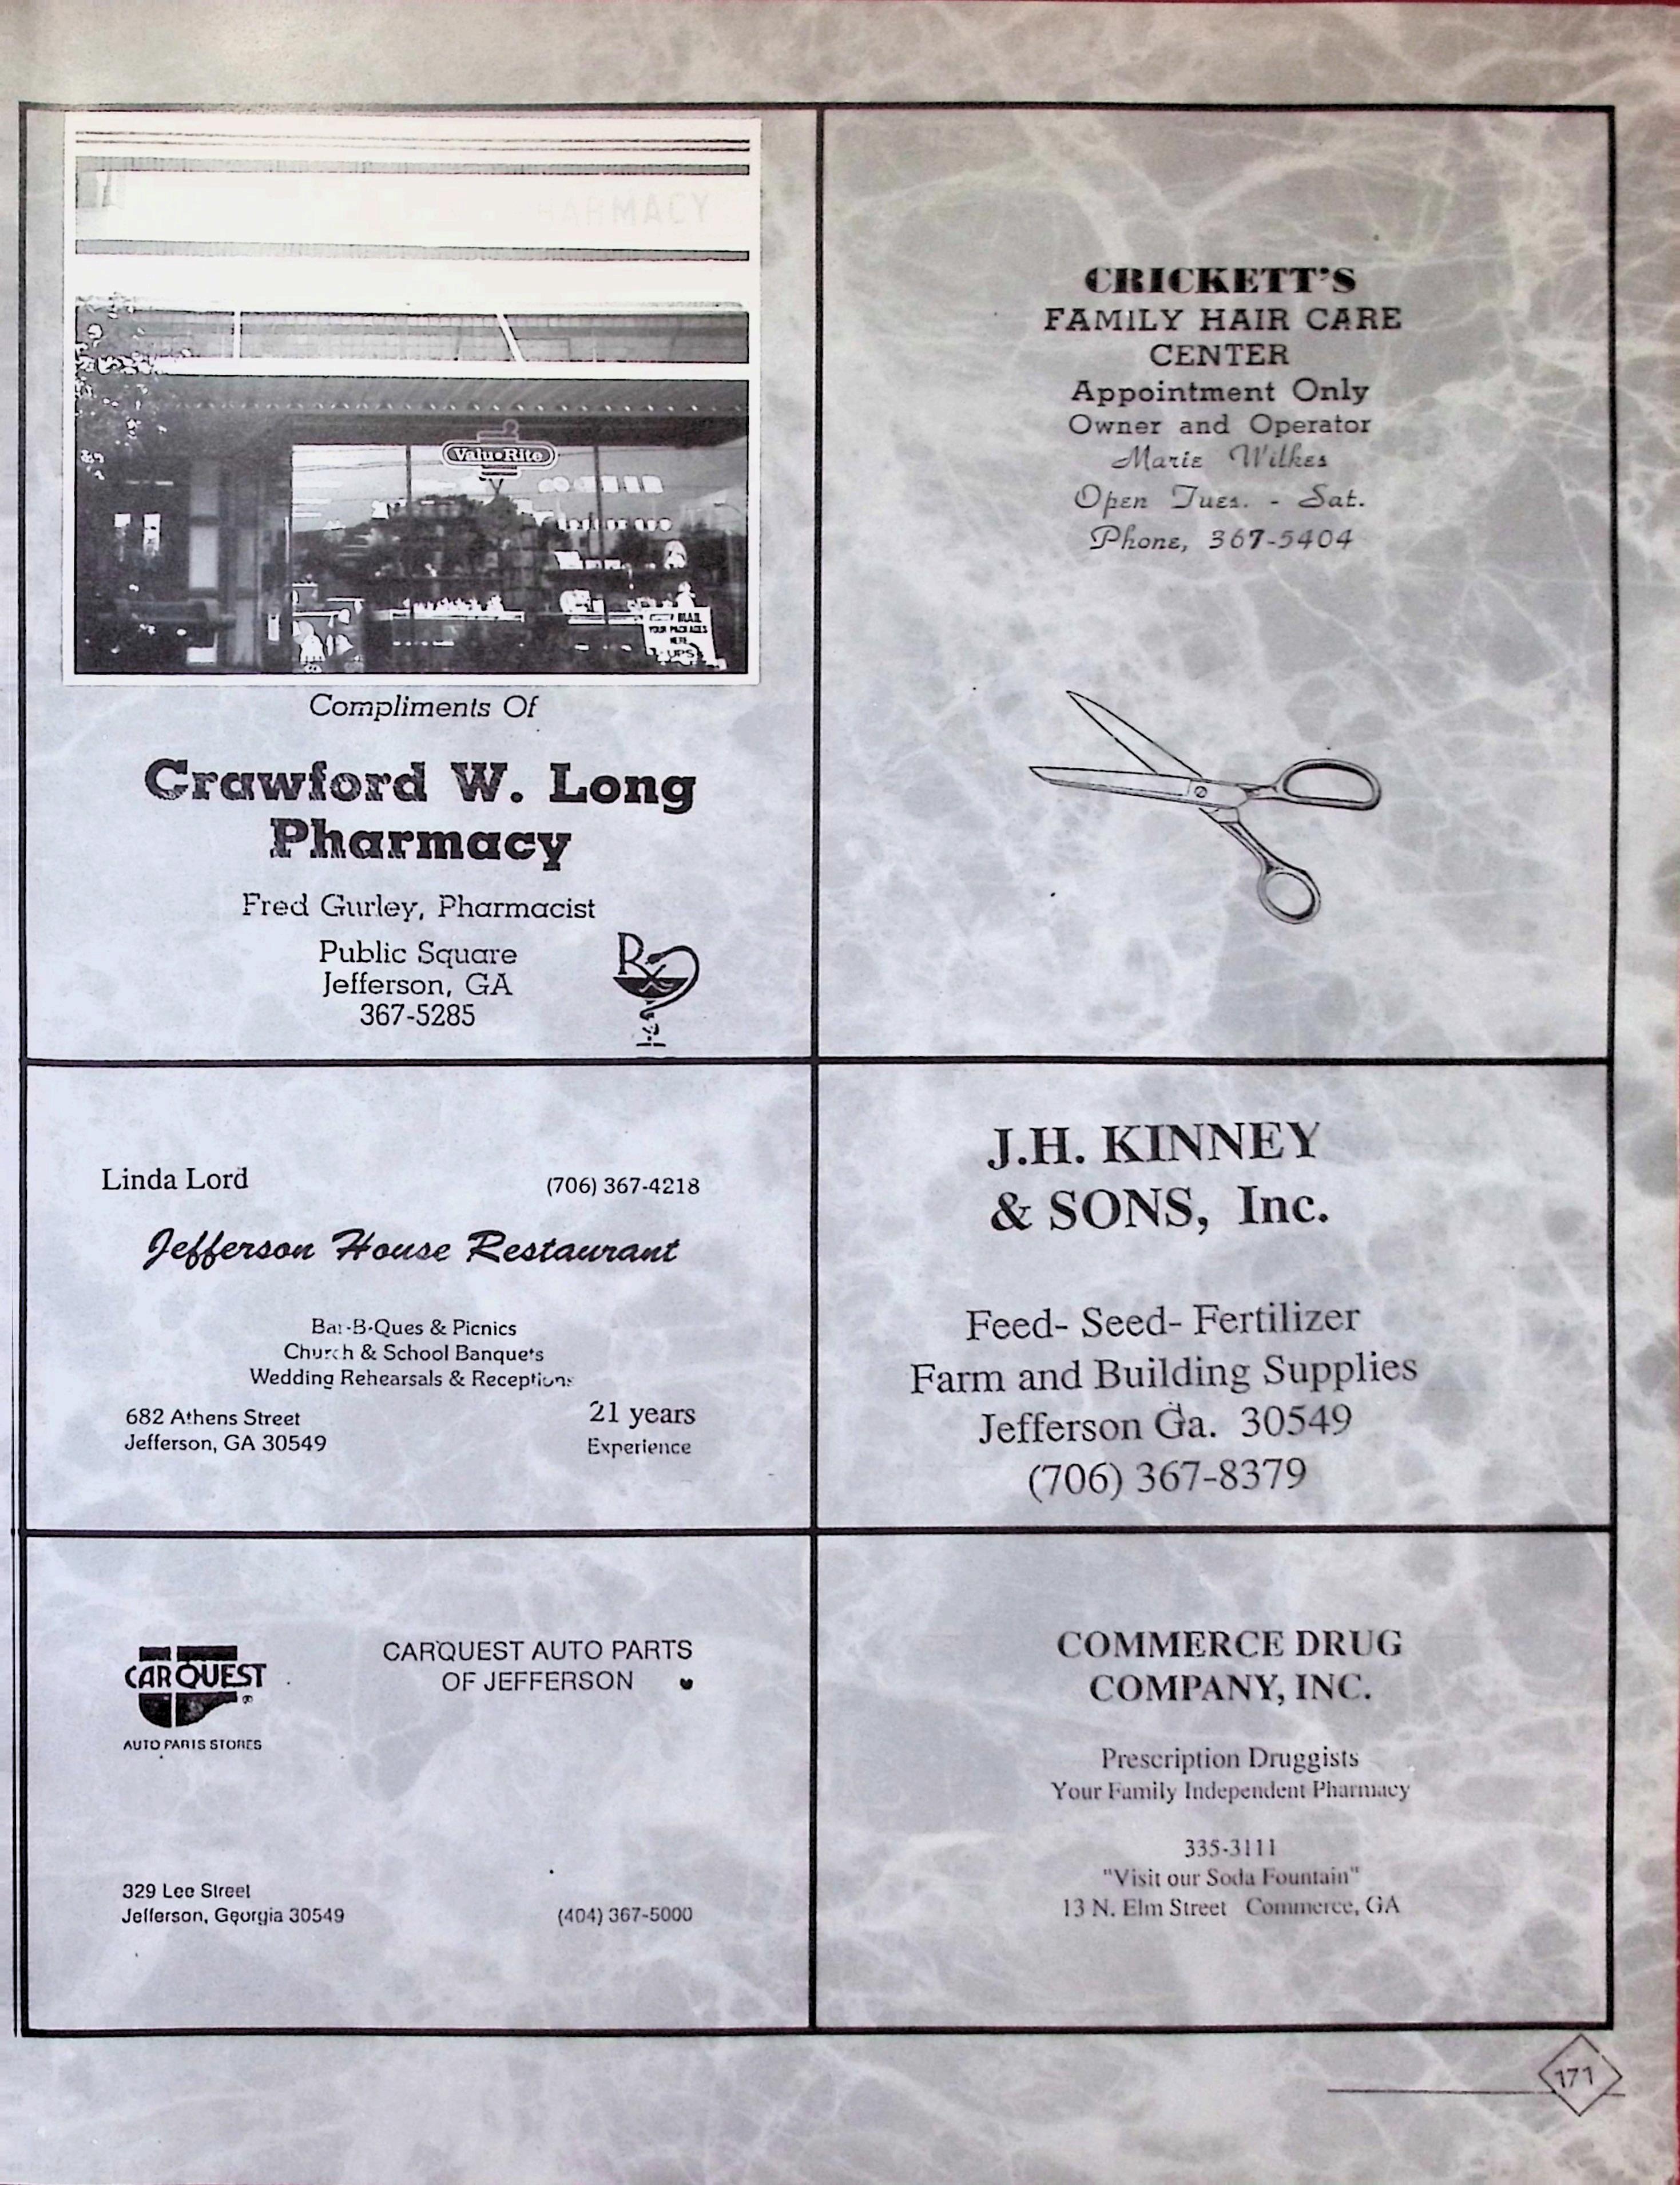 PHARMACY
Valu•Rite
MAIL
YOUR PACKAGES
HERE
UPS
Compliments Of
Crawford W. Long
Pharmacy
Fred Gurley, Pharmacist
Public Square
Jefferson, GA
367-5285
Rx
CRICKETT'S
FAMILY HAIR CARE
CENTER
Appointment Only
Owner and Operator
Marie Wilkes
Open Tues. - Sat.
Phone, 367-5404
Linda Lord
(706) 367-4218
Jefferson House Restaurant
Bar-B-Ques & Picnics
Church & School Banquets
Wedding Rehearsals & Receptions
682 Athens Street
Jefferson, GA 30549
21 years
Experience
J.H. KINNEY
& SONS, Inc.
Feed- Seed- Fertilizer
Farm and Building Supplies
Jefferson Ga. 30549
(706) 367-8379
CARQUEST
®
AUTO PARTS STORES
CARQUEST AUTO PARTS
OF JEFFERSON
329 Lee Street
Jefferson, Georgia 30549
(404) 367-5000
COMMERCE DRUG
COMPANY, INC.
Prescription Druggists
Your Family Independent Pharmacy
335-3111
"Visit our Soda Fountain"
13 N. Elm Street Commerce, GA
171